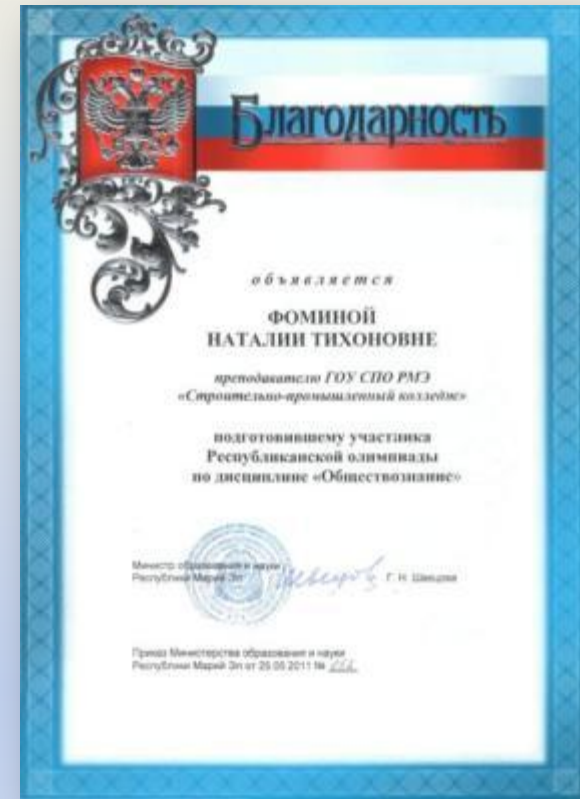 Благодарность
объявляется
ФОМИНОЙ
НАТАЛИИ ТИХОНОВНЕ
преподавателю ГОУ СПО РМЭ
«Строительно-промышленный колледж»
подготовившему участника
Республиканской олимпиады
по дисциплине «Обществознание»
Министр образования и науки
Республики Марий Эл Г. Н. Швецова
Приказ Министерства образования и науки
Республики Марий Эл от 25.05.2011 №